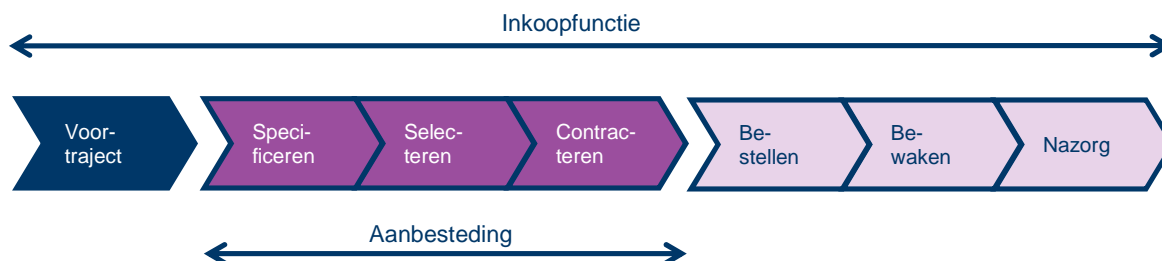 Inkoopfunctie
Voor-
traject
Speci-
ficeren
Selec-
teren
Contrac-
teren
Be-
stellen
Be-
waken
Nazorg
Aanbesteding